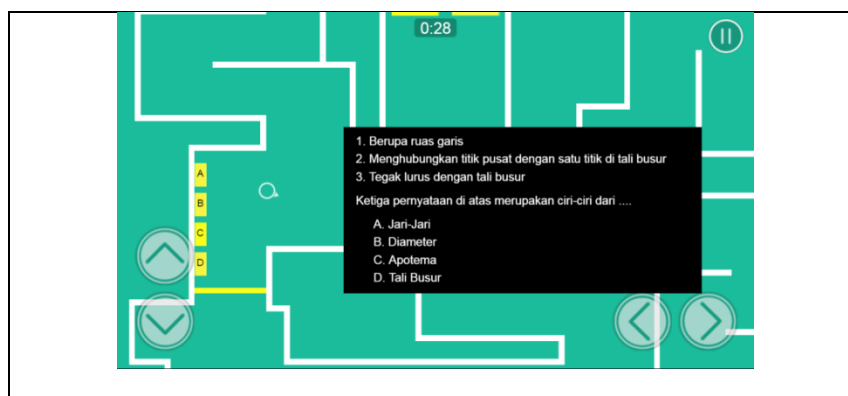 0:28
1. Berupa ruas garis
2. Menghubungkan titik pusat dengan satu titik di tali busur
3. Tegak lurus dengan tali busur
Ketiga pernyataan di atas merupakan ciri-ciri dari ....
A. Jari-Jari
B. Diameter
C. Apotema
D. Tali Busur
A
B
C
D